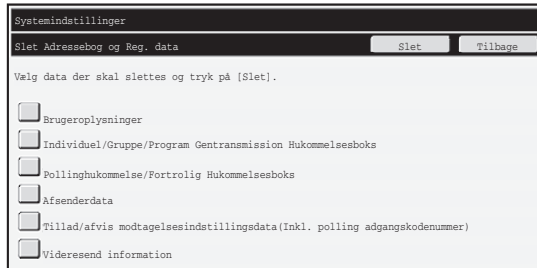 Systemindstillinger
Slet Adressebog og Reg. data Slet Tilbage
Vælg data der skal slettes og tryk på [Slet].
Brugeroplysninger
Individuel/Gruppe/Program Gentransmission Hukommelsesboks
Pollinghukommelse/Fortrolig Hukommelsesboks
Afsenderdata
Tillad/afvis modtagelsesindstillingsdata(Inkl. polling adgangskodenummer)
Videresend information